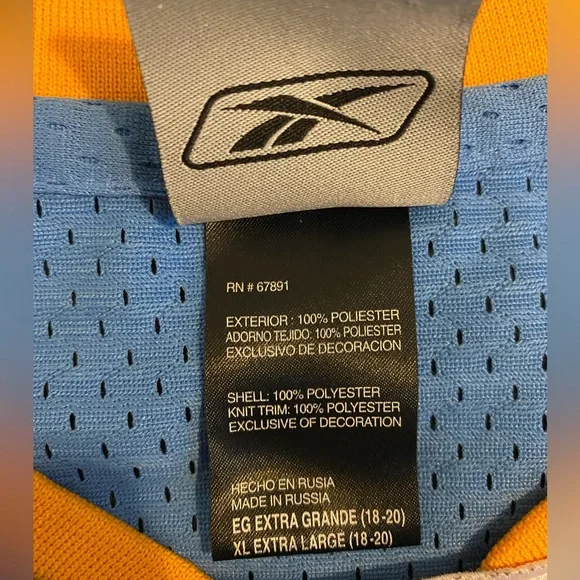 RN # 67891
EXTERIOR : 100% POLIESTER
ADORNO TEJIDO: 100% POLIESTER
EXCLUSIVO DE DECORACION
SHELL: 100% POLYESTER
KNIT TRIM: 100% POLYESTER
EXCLUSIVE OF DECORATION
HECHO EN RUSIA
MADE IN RUSSIA
EG EXTRA GRANDE (18-20)
XL EXTRA LARGE (18-20)